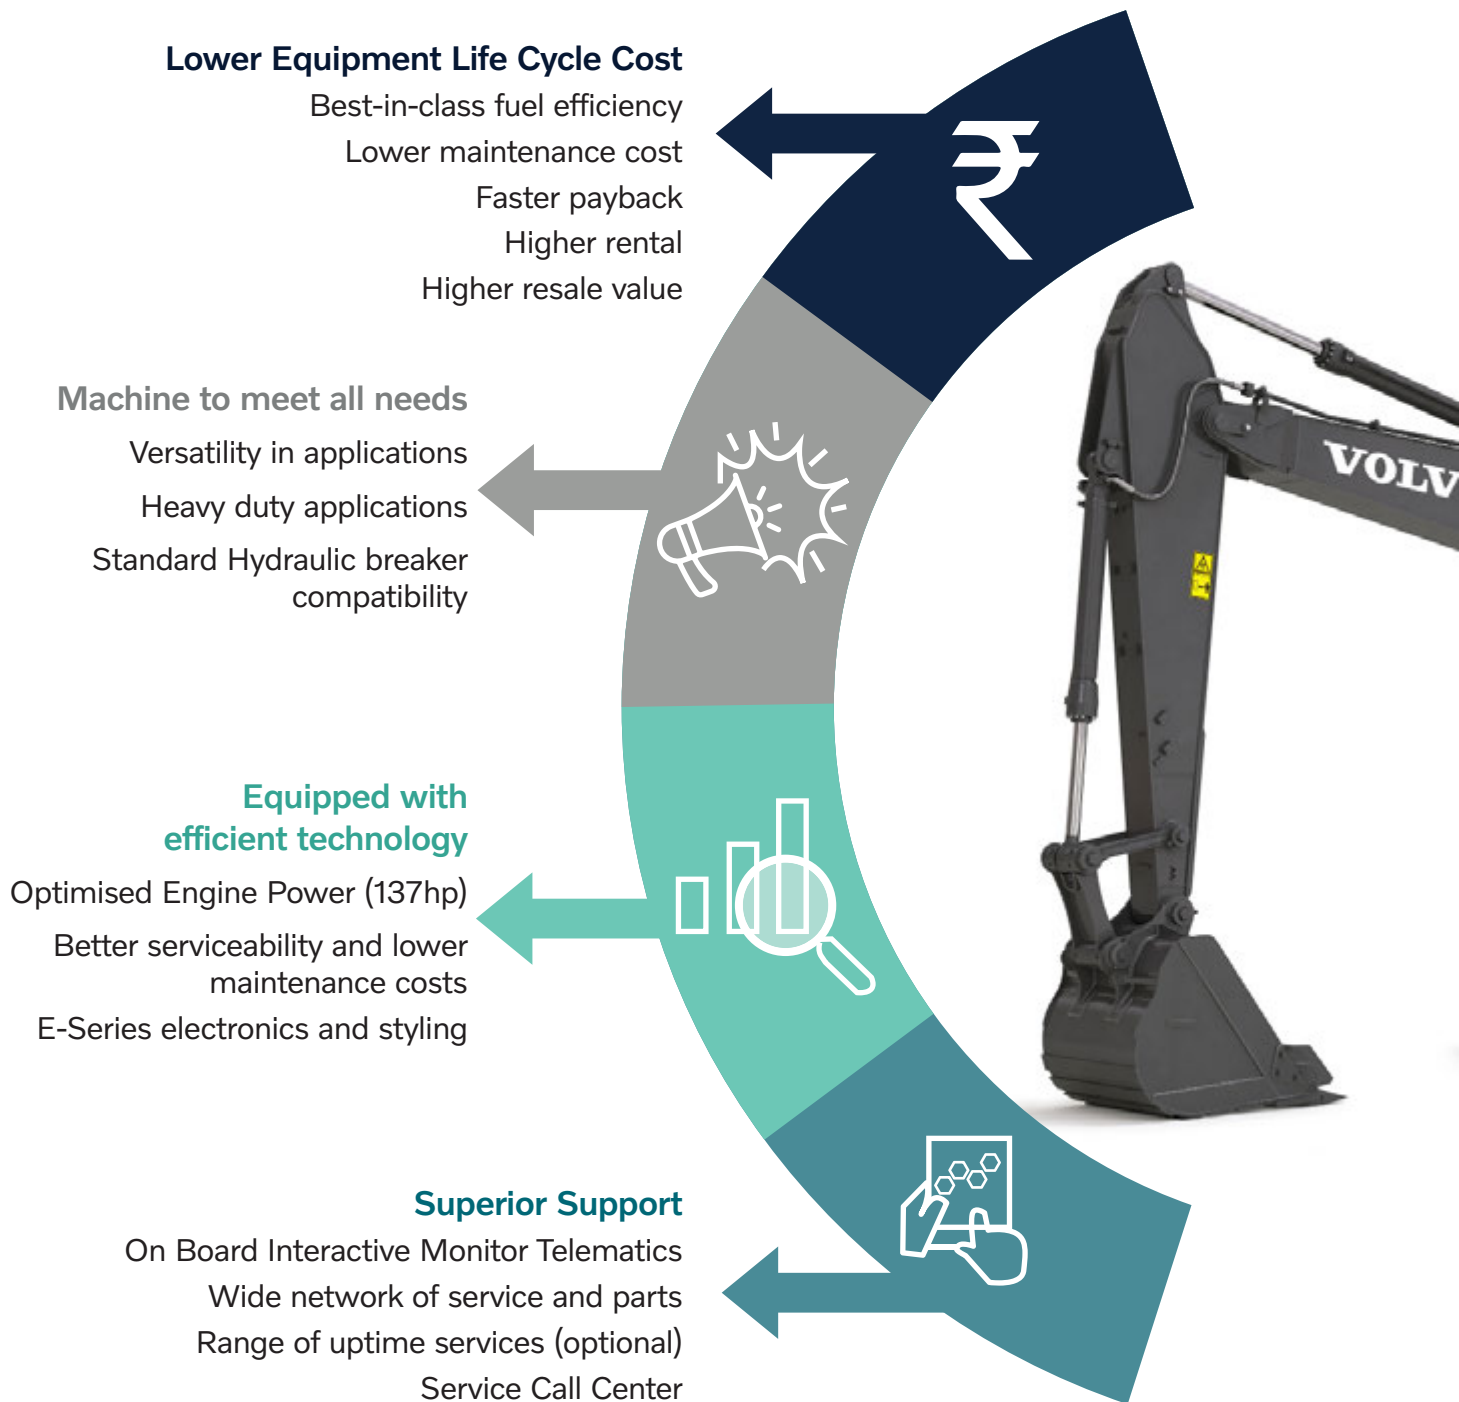 Lower Equipment Life Cycle Cost
Best-in-class fuel efficiency
Lower maintenance cost
Faster payback
Higher rental
Higher resale value
₹
VOLV
Machine to meet all needs
Versatility in applications
Heavy duty applications
Standard Hydraulic breaker
compatibility
Equipped with
efficient technology
Optimised Engine Power (137hp)
Better serviceability and lower
maintenance costs
E-Series electronics and styling
Superior Support
On Board Interactive Monitor Telematics
Wide network of service and parts
Range of uptime services (optional)
Service Call Center